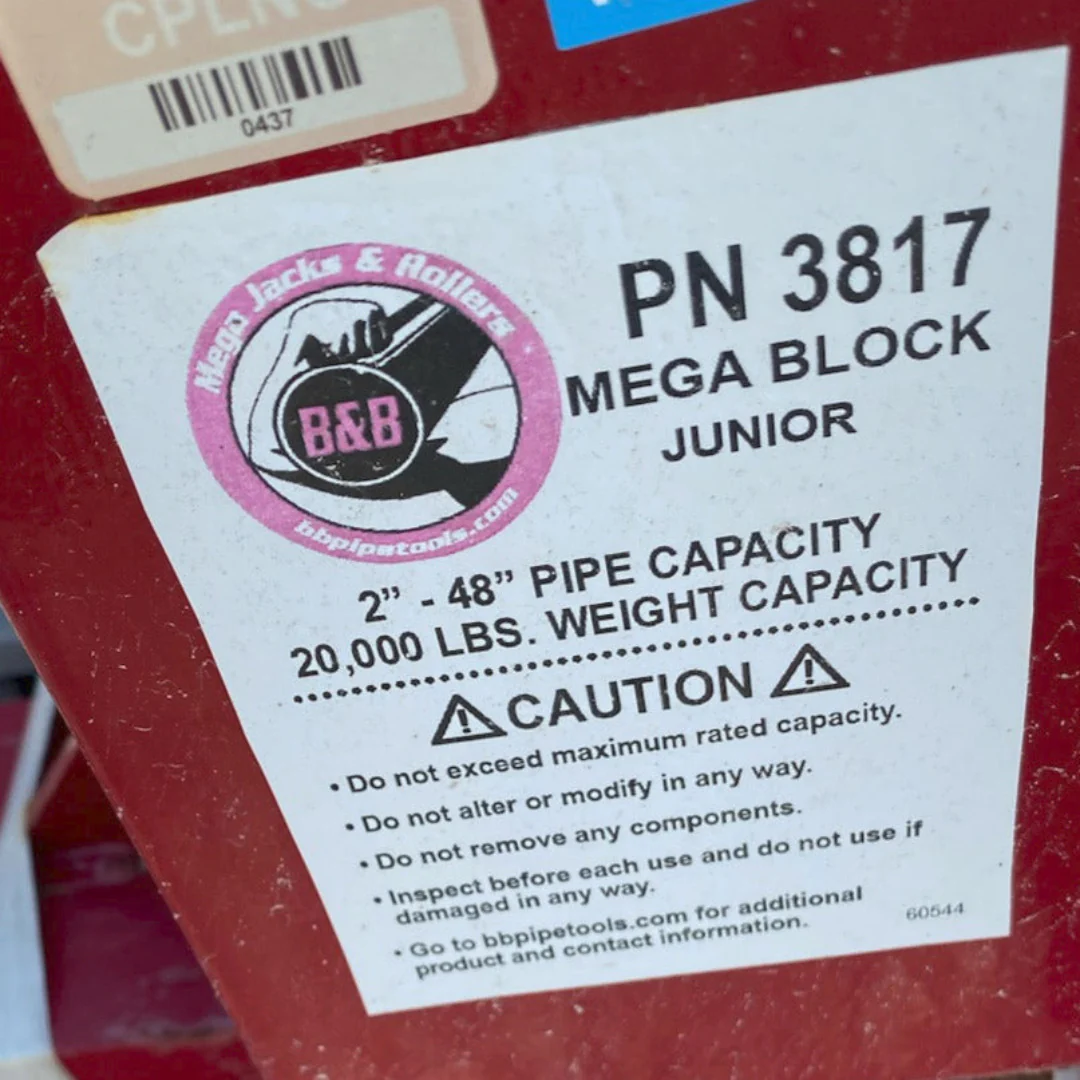 0437
Mega Jacks & Rollers
B&B
bbpipetools.com
PN 3817
MEGA BLOCK
JUNIOR
2” - 48” PIPE CAPACITY
20,000 LBS. WEIGHT CAPACITY
CAUTION
• Do not exceed maximum rated capacity.
• Do not alter or modify in any way.
• Do not remove any components.
• Inspect before each use and do not use if
damaged in any way.
• Go to bbpipetools.com for additional
product and contact information.
60544